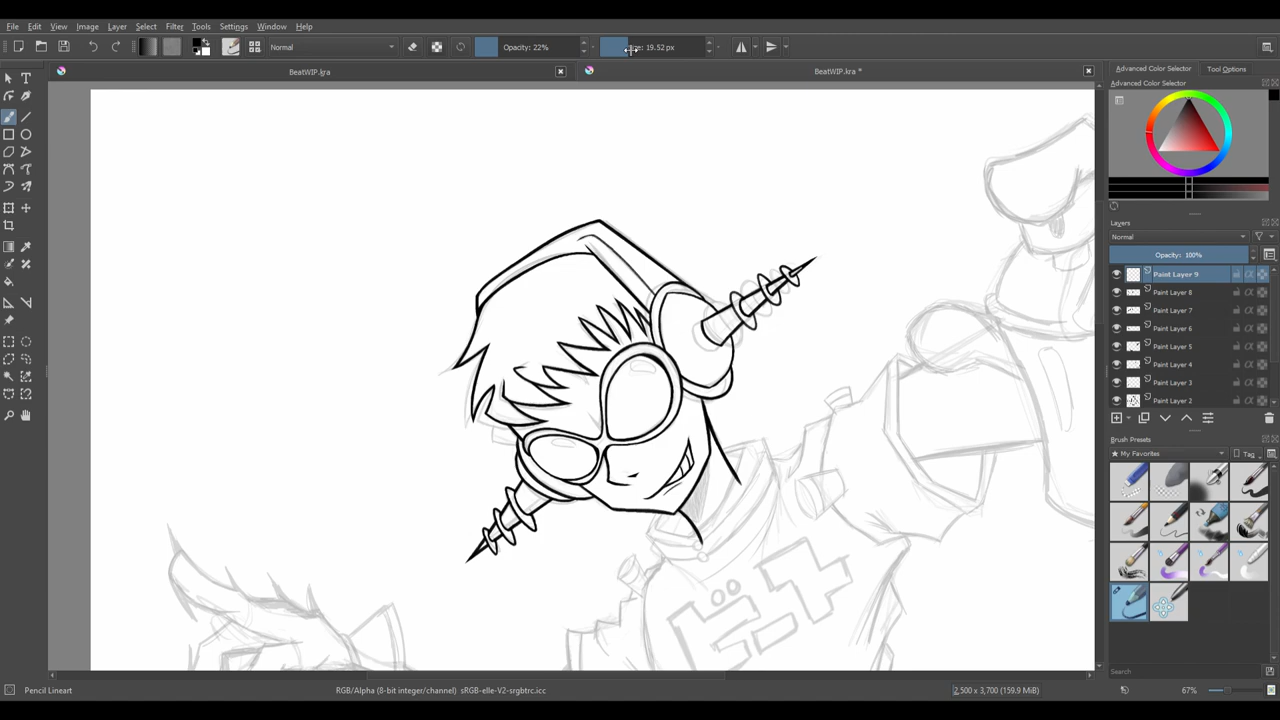 File Edit View Image Layer Select Filter Tools Settings Window Help
Normal Opacity: 22% Size: 19.52 px
BeatWIP.kra BeatWIP.kra * Advanced Color Selector Tool Options
Advanced Color Selector
Layers
Normal
Opacity: 100%
Paint Layer 9
Paint Layer 8
Paint Layer 7
Paint Layer 6
Paint Layer 5
Paint Layer 4
Paint Layer 3
Paint Layer 2
Brush Presets
My Favorites Tag
ビート
Search
Pencil Lineart RGB/Alpha (8-bit integer/channel) sRGB-elle-V2-srgbtrc.icc 2,500 x 3,700 (159.9 MiB) 67%